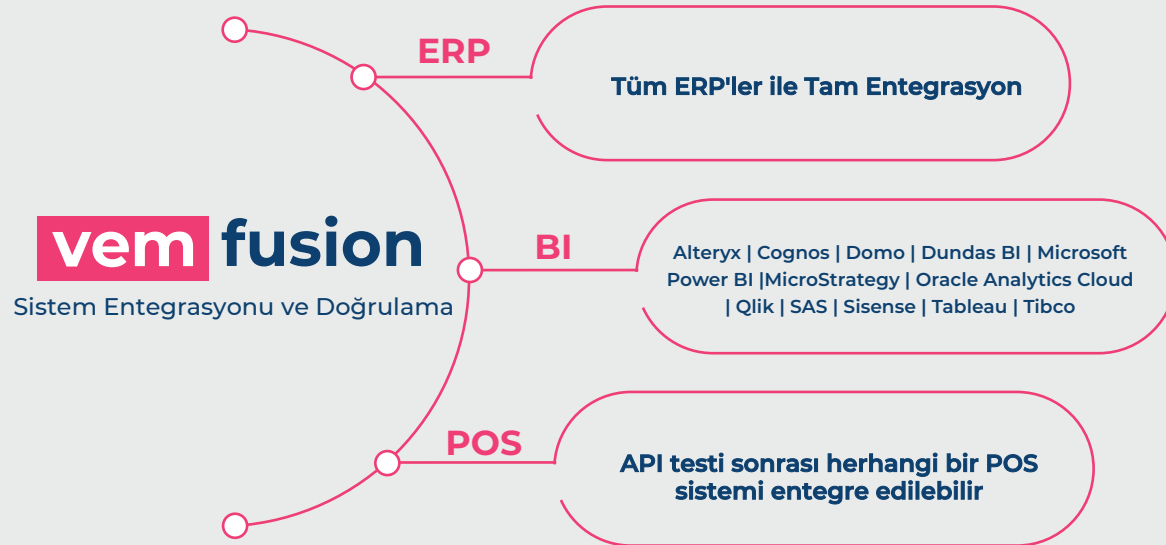 ERP
Tüm ERP'ler ile Tam Entegrasyon
vem fusion
Sistem Entegrasyonu ve Doğrulama
BI
Alteryx | Cognos | Domo | Dundas BI | Microsoft
Power BI |MicroStrategy | Oracle Analytics Cloud
| Qlik | SAS | Sisense | Tableau | Tibco
POS
API testi sonrası herhangi bir POS
sistemi entegre edilebilir